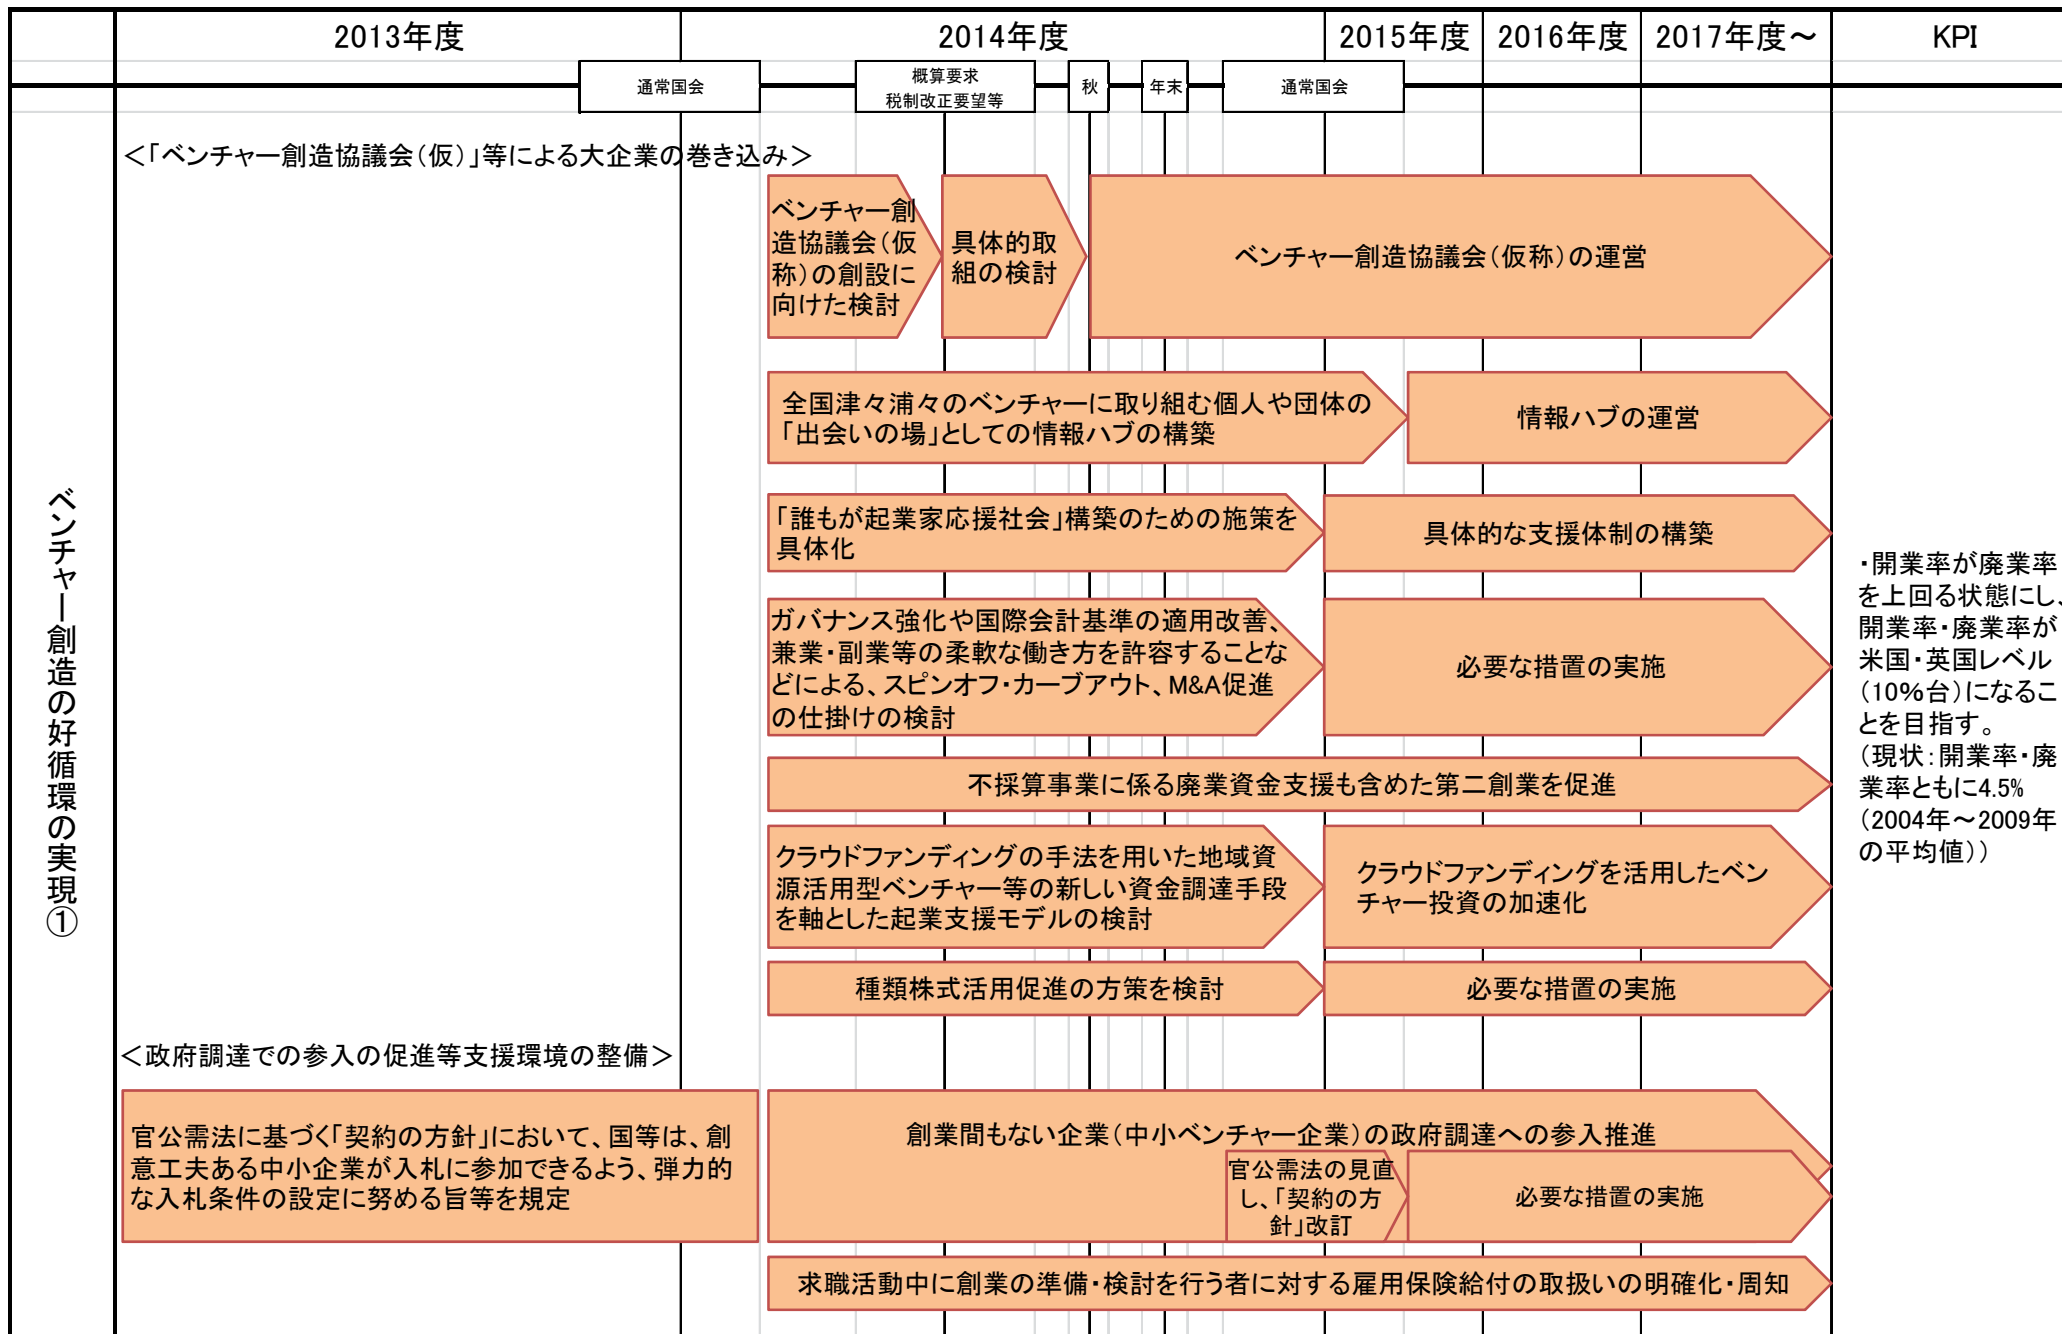 2013年度
2014年度
2015年度
2016年度
2017年度～
KPI
通常国会
概算要求
税制改正要望等
秋
年末
通常国会
ベンチャー創造の好循環の実現①
＜「ベンチャー創造協議会（仮）」等による大企業の巻き込み＞
ベンチャー創
造協議会（仮
称）の創設に
向けた検討
具体的取
組の検討
ベンチャー創造協議会（仮称）の運営
全国津々浦々のベンチャーに取り組む個人や団体の
「出会いの場」としての情報ハブの構築
情報ハブの運営
「誰もが起業家応援社会」構築のための施策を
具体化
具体的な支援体制の構築
ガバナンス強化や国際会計基準の適用改善、
兼業・副業等の柔軟な働き方を許容することな
どによる、スピンオフ・カーブアウト、M&A促進
の仕掛けの検討
必要な措置の実施
不採算事業に係る廃業資金支援も含めた第二創業を促進
クラウドファンディングの手法を用いた地域資
源活用型ベンチャー等の新しい資金調達手段
を軸とした起業支援モデルの検討
クラウドファンディングを活用したベン
チャー投資の加速化
種類株式活用促進の方策を検討
必要な措置の実施
＜政府調達での参入の促進等支援環境の整備＞
官公需法に基づく「契約の方針」において、国等は、創
意工夫ある中小企業が入札に参加できるよう、弾力的
な入札条件の設定に努める旨等を規定
創業間もない企業（中小ベンチャー企業）の政府調達への参入推進
官公需法の見直
し、「契約の方
針」改訂
必要な措置の実施
求職活動中に創業の準備・検討を行う者に対する雇用保険給付の取扱いの明確化・周知
・開業率が廃業率
を上回る状態にし、
開業率・廃業率が
米国・英国レベル
（10%台）になるこ
とを目指す。
（現状：開業率・廃
業率ともに4.5%
（2004年～2009年
の平均値））